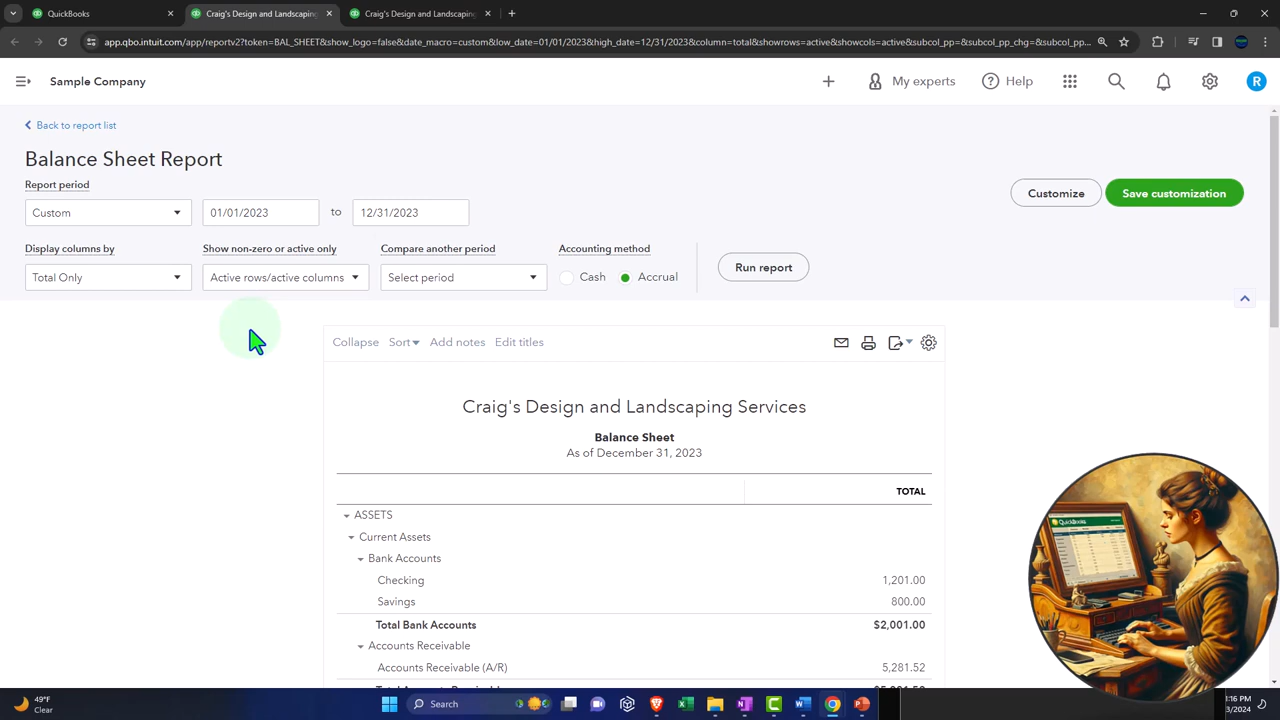 QuickBooks
Craig's Design and Landscaping
Craig's Design and Landscaping
app.qbo.intuit.com/app/reportv2?token=BAL_SHEET&show_logo=false&date_macro=custom&low_date=01/01/2023&high_date=12/31/2023&column=total&showrows=active&showcols=active&subcol_pp=&subcol_pp_chg=&subcol_pp...
Sample Company
My experts
Help
R
Back to report list
Balance Sheet Report
Report period
Custom
01/01/2023
to
12/31/2023
Customize
Save customization
Display columns by
Show non-zero or active only
Compare another period
Accounting method
Total Only
Active rows/active columns
Select period
Cash
Accrual
Run report
Collapse
Sort
Add notes
Edit titles
Craig's Design and Landscaping Services
Balance Sheet
As of December 31, 2023
TOTAL
ASSETS
Current Assets
Bank Accounts
Checking 1,201.00
Savings 800.00
Total Bank Accounts $2,001.00
Accounts Receivable
Accounts Receivable (A/R) 5,281.52
QuickBooks
49°F
Clear
Search